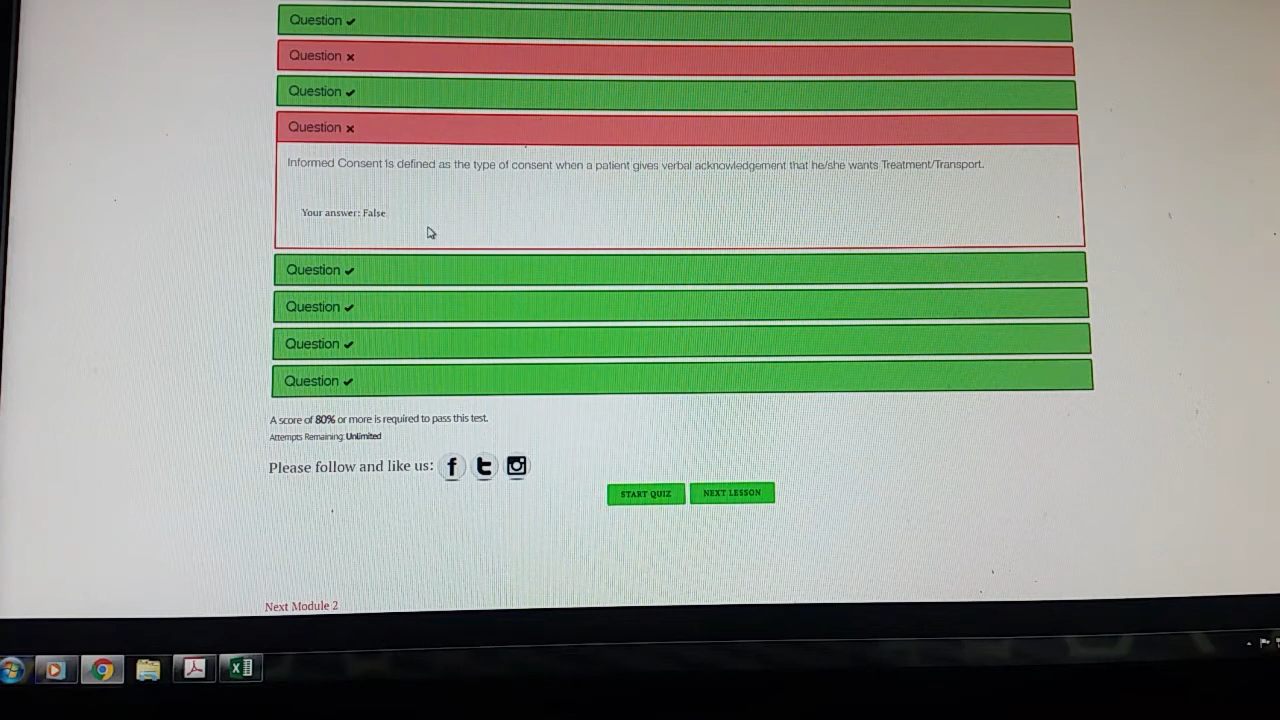 Question ✔
Question ✖
Question ✔
Question ✖
Informed Consent is defined as the type of consent when a patient gives verbal acknowledgement that he/she wants Treatment/Transport.
Your answer: False
Question ✔
Question ✔
Question ✔
Question ✔
A score of 80% or more is required to pass this test.
Attempts Remaining: Unlimited
Please follow and like us:
START QUIZ NEXT LESSON
Next Module 2